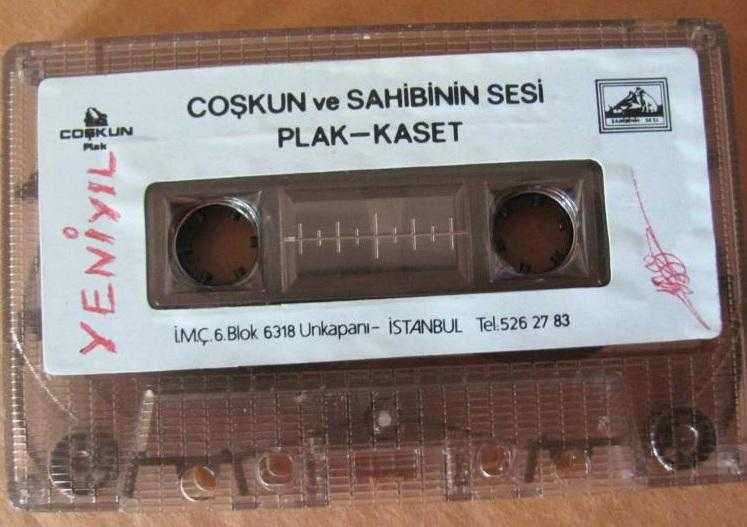 COŞKUN ve SAHİBİNİN SESİ
PLAK–KASET
COŞKUN
Plak
SAHİBİNİN SESİ
YENİYIL
İ.M.Ç. 6.Blok 6318 Unkapanı– İSTANBUL Tel:526 27 83